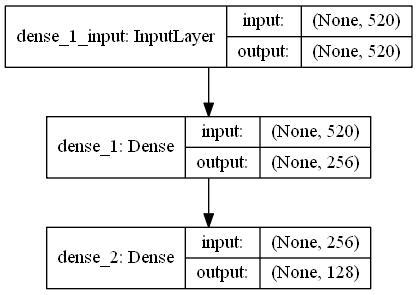 dense_1_input: InputLayer
input: (None, 520)
output: (None, 520)
dense_1: Dense
input: (None, 520)
output: (None, 256)
dense_2: Dense
input: (None, 256)
output: (None, 128)